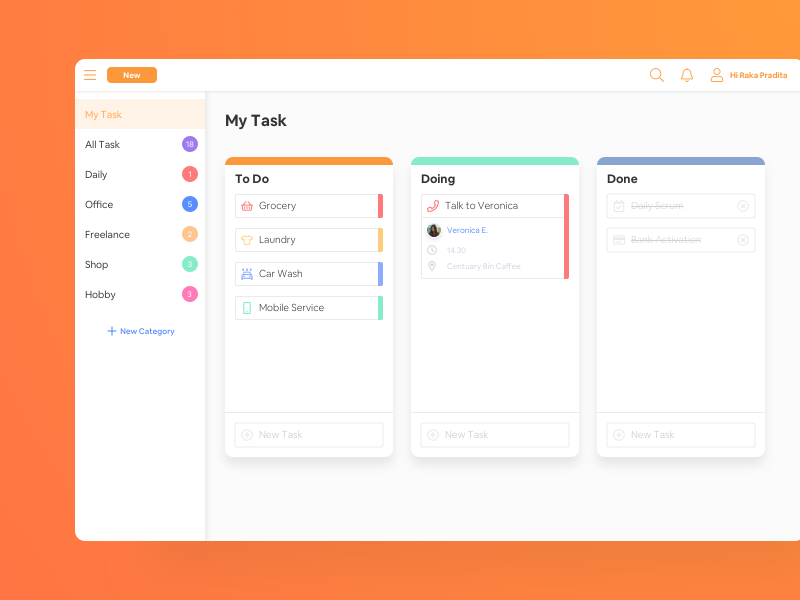 New
Hi Raka Pradita
My Task
All Task 18
Daily 1
Office 5
Freelance 2
Shop 3
Hobby 3
New Category
My Task
To Do
Grocery
Laundry
Car Wash
Mobile Service
New Task
Doing
Talk to Veronica
Veronica E.
14.30
Centuary Bin Caffee
New Task
Done
Daily Scrum
Bank Activation
New Task